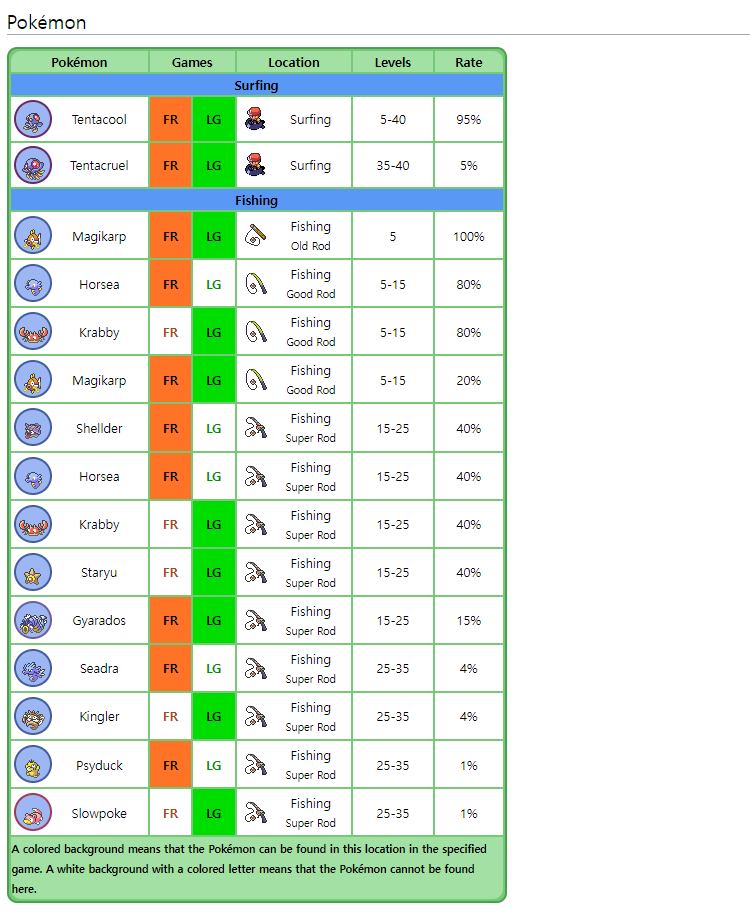 Pokémon
Pokémon Games Location Levels Rate
Surfing
Tentacool FR LG Surfing 5-40 95%
Tentacruel FR LG Surfing 35-40 5%
Fishing
Magikarp FR LG Fishing Old Rod 5 100%
Horsea FR LG Fishing Good Rod 5-15 80%
Krabby FR LG Fishing Good Rod 5-15 80%
Magikarp FR LG Fishing Good Rod 5-15 20%
Shellder FR LG Fishing Super Rod 15-25 40%
Horsea FR LG Fishing Super Rod 15-25 40%
Krabby FR LG Fishing Super Rod 15-25 40%
Staryu FR LG Fishing Super Rod 15-25 40%
Gyarados FR LG Fishing Super Rod 15-25 15%
Seadra FR LG Fishing Super Rod 25-35 4%
Kingler FR LG Fishing Super Rod 25-35 4%
Psyduck FR LG Fishing Super Rod 25-35 1%
Slowpoke FR LG Fishing Super Rod 25-35 1%
A colored background means that the Pokémon can be found in this location in the specified
game. A white background with a colored letter means that the Pokémon cannot be found
here.